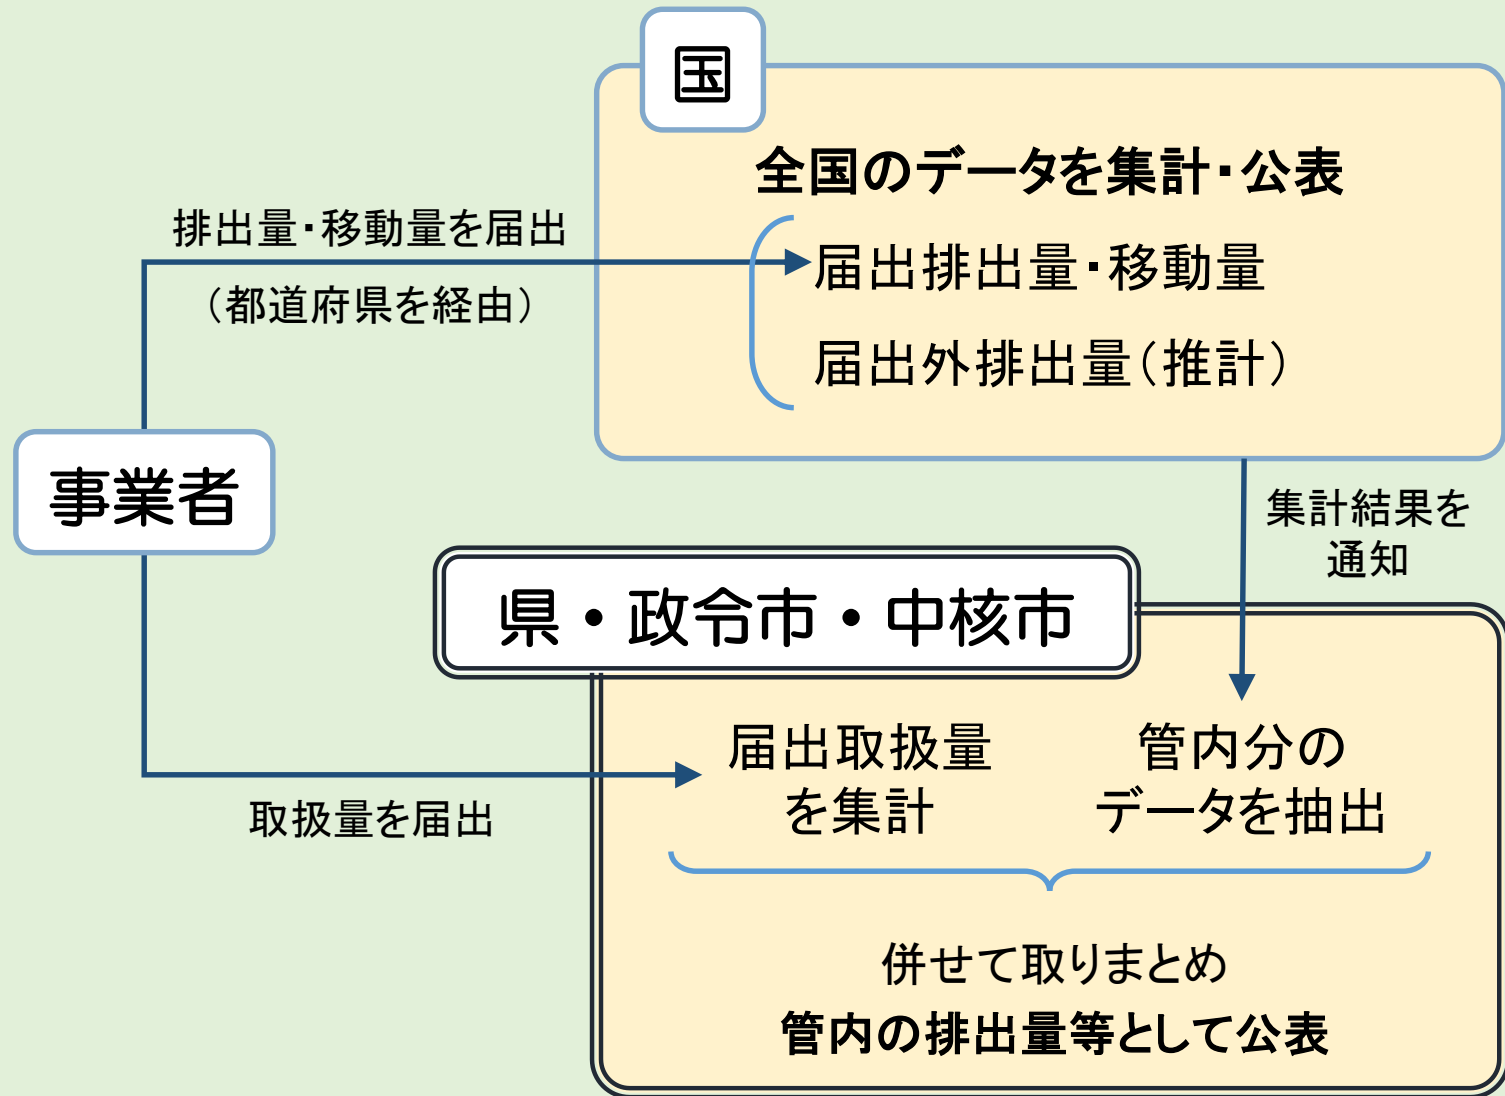 国
全国のデータを集計・公表
排出量・移動量を届出
（都道府県を経由）
届出排出量・移動量
届出外排出量（推計）
事業者
集計結果を
通知
県・政令市・中核市
届出取扱量
を集計
管内分の
データを抽出
取扱量を届出
併せて取りまとめ
管内の排出量等として公表